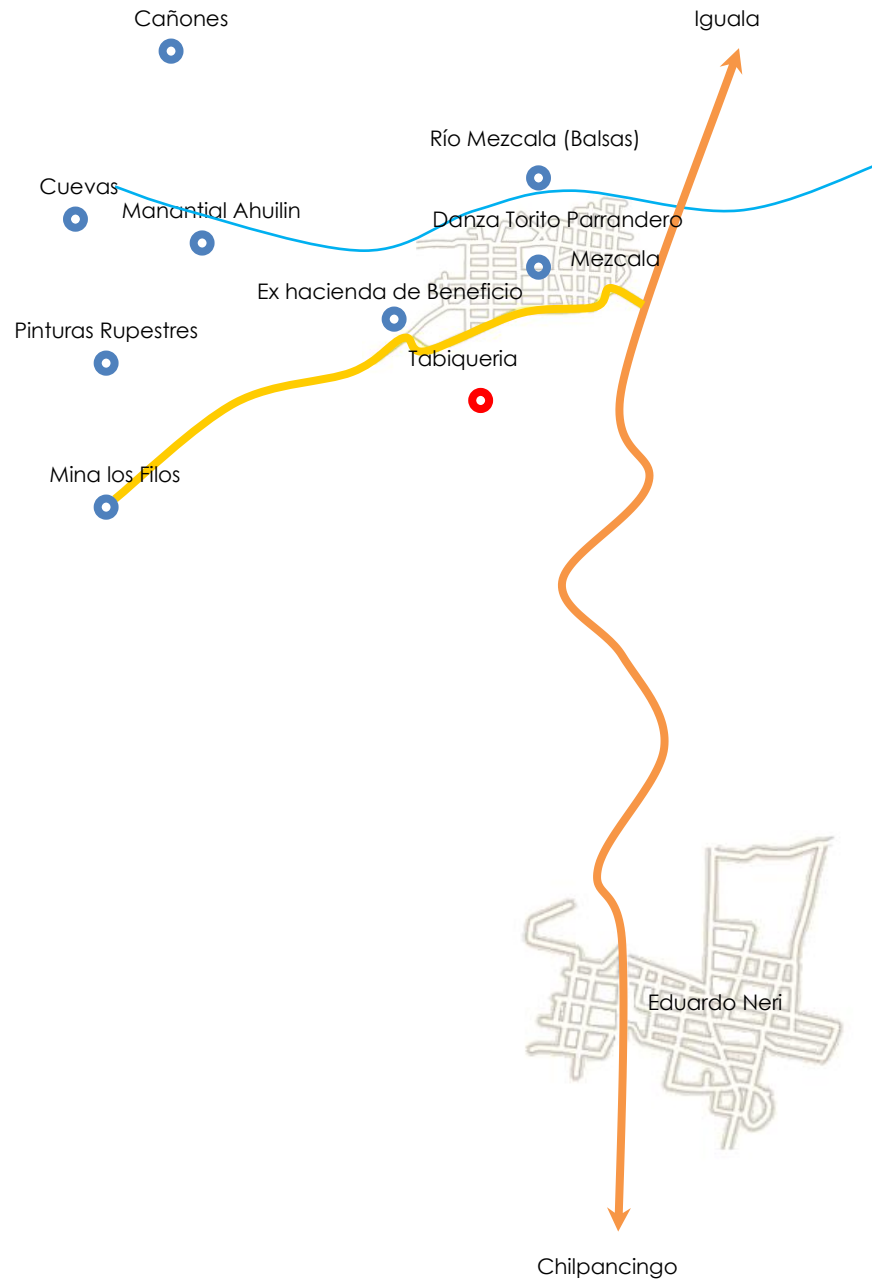 Cañones
Iguala
Río Mezcala (Balsas)
Cuevas
Manantial Ahuilin
Danza Torito Parrandero
Mezcala
Ex hacienda de Beneficio
Pinturas Rupestres
Tabiqueria
Mina los Filos
Eduardo Neri
Chilpancingo